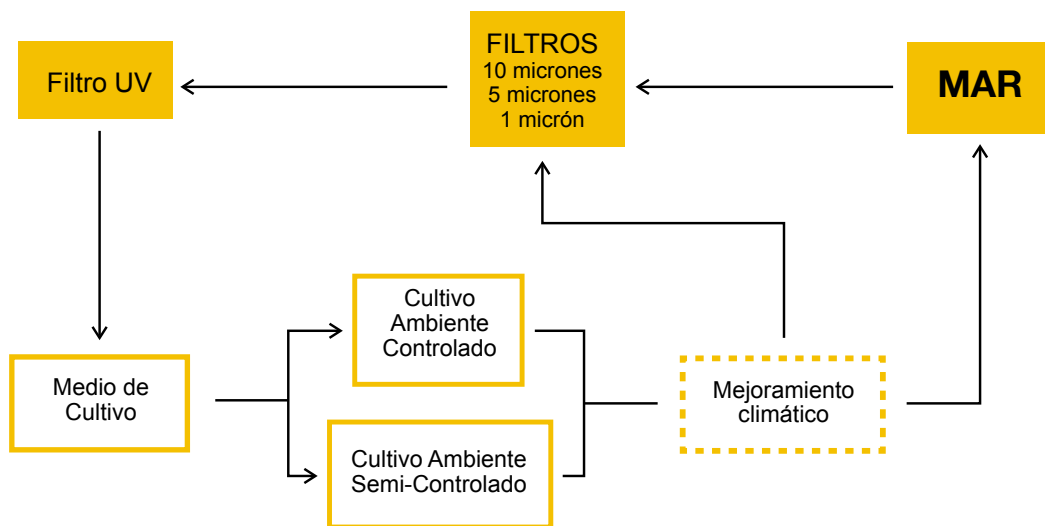 Filtro UV
FILTROS
10 micrones
5 micrones
1 micrón
MAR
Medio de
Cultivo
Cultivo
Ambiente
Controlado
Cultivo Ambiente
Semi-Controlado
Mejoramiento
climático